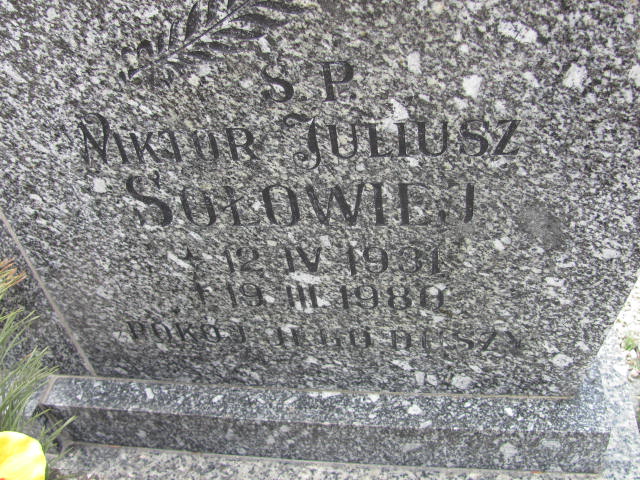 Ś. P.
Wiktor Juliusz
Sołowiej
* 12 IV 1931
† 19 III 1980
POKÓJ JEGO DUSZY